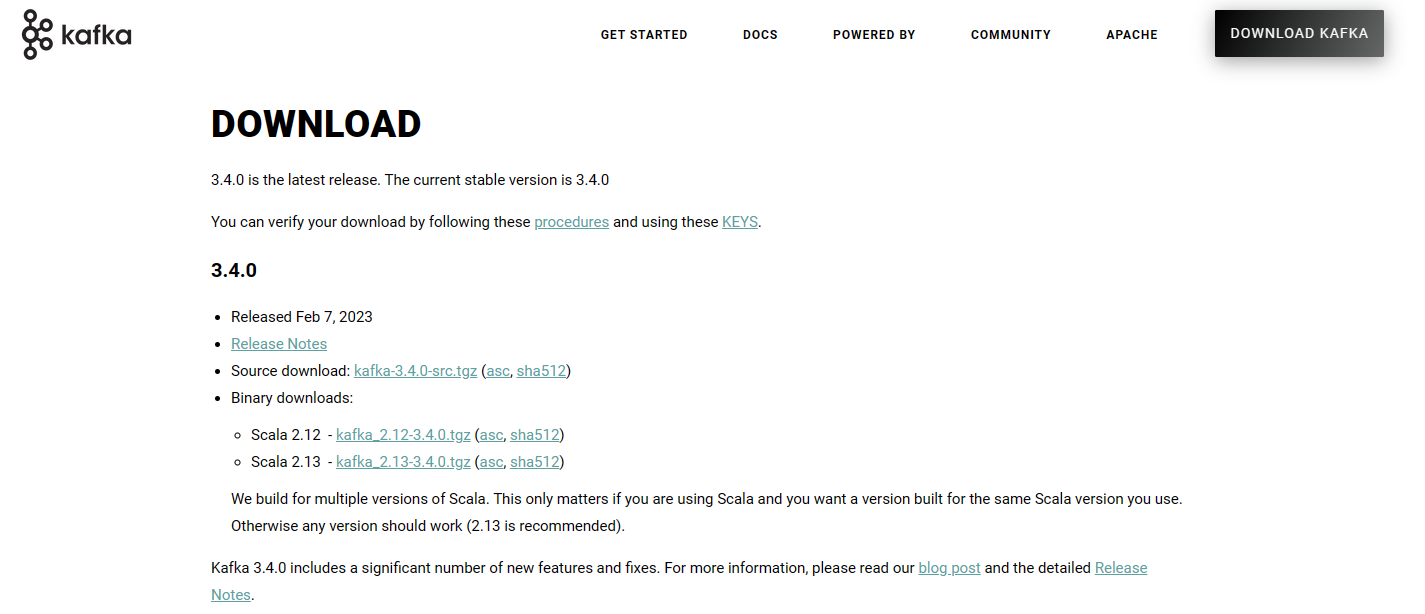 kafka
GET STARTED DOCS POWERED BY COMMUNITY APACHE DOWNLOAD KAFKA
DOWNLOAD
3.4.0 is the latest release. The current stable version is 3.4.0
You can verify your download by following these procedures and using these KEYS.
3.4.0
Released Feb 7, 2023
Release Notes
Source download: kafka-3.4.0-src.tgz (asc, sha512)
Binary downloads:
Scala 2.12 - kafka_2.12-3.4.0.tgz (asc, sha512)
Scala 2.13 - kafka_2.13-3.4.0.tgz (asc, sha512)
We build for multiple versions of Scala. This only matters if you are using Scala and you want a version built for the same Scala version you use.
Otherwise any version should work (2.13 is recommended).
Kafka 3.4.0 includes a significant number of new features and fixes. For more information, please read our blog post and the detailed Release
Notes.